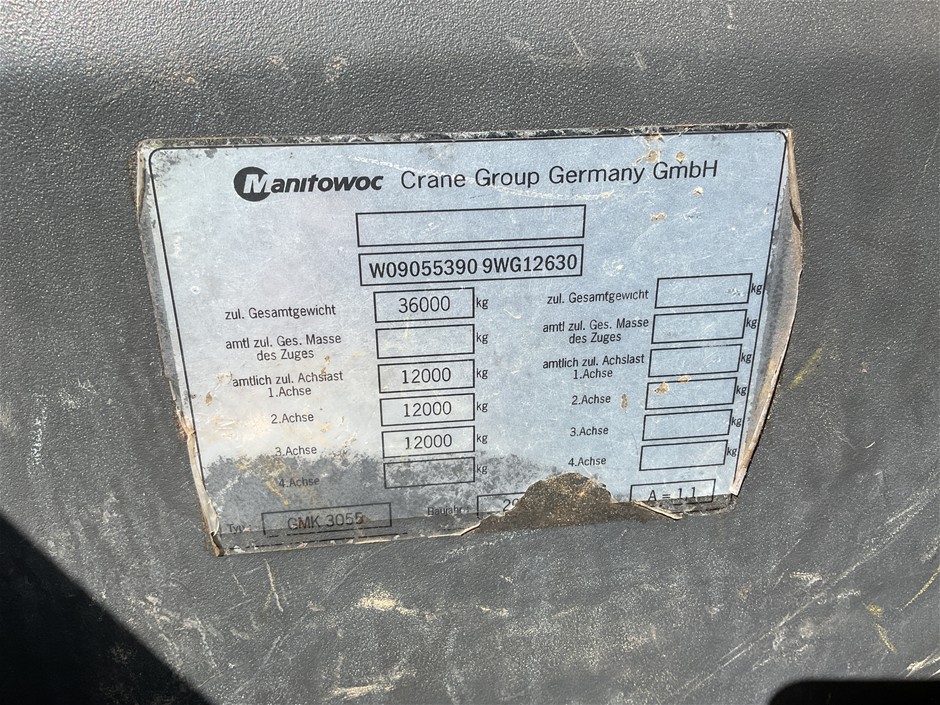 Manitowoc Crane Group Germany GmbH
W09055390 9WG12630
zul. Gesamtgewicht 36000 kg
amtl zul. Ges. Masse des Zuges kg
amtlich zul. Achslast
1.Achse 12000 kg
2.Achse 12000 kg
3.Achse 12000 kg
4.Achse kg
Typ: GMK 3055
zul. Gesamtgewicht kg
amtl zul. Ges. Masse des Zuges kg
amtlich zul. Achslast
1.Achse kg
2.Achse kg
3.Achse kg
4.Achse kg
Baujahr: 20
A = 1,1